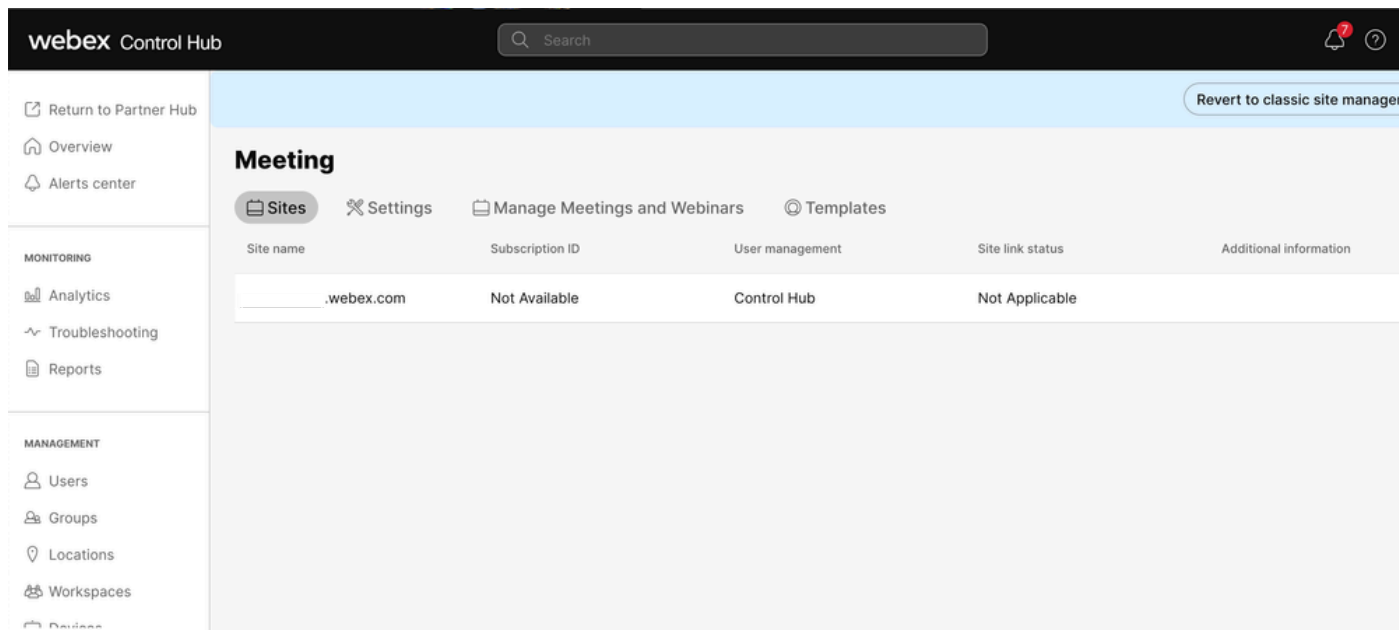 webex Control Hub
Search
7
Return to Partner Hub
Overview
Alerts center
MONITORING
Analytics
Troubleshooting
Reports
MANAGEMENT
Users
Groups
Locations
Workspaces
Devices
Revert to classic site manager
Meeting
Sites Settings Manage Meetings and Webinars Templates
Site name Subscription ID User management Site link status Additional information
.webex.com Not Available Control Hub Not Applicable